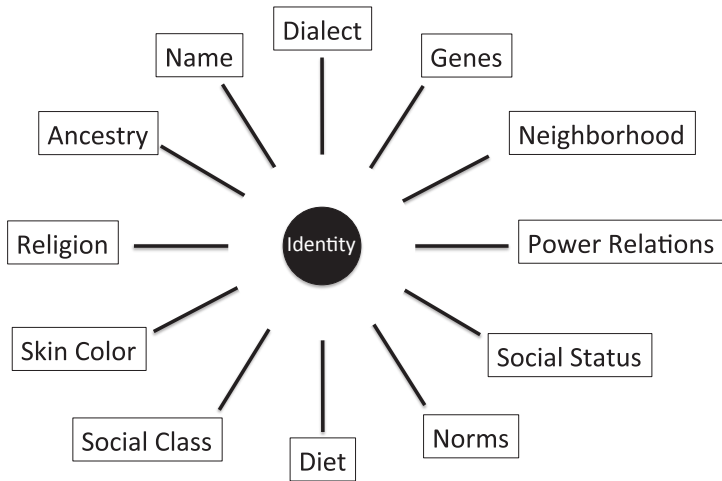 Dialect
Name
Genes
Ancestry
Neighborhood
Religion
Identity
Power Relations
Skin Color
Social Status
Social Class
Norms
Diet